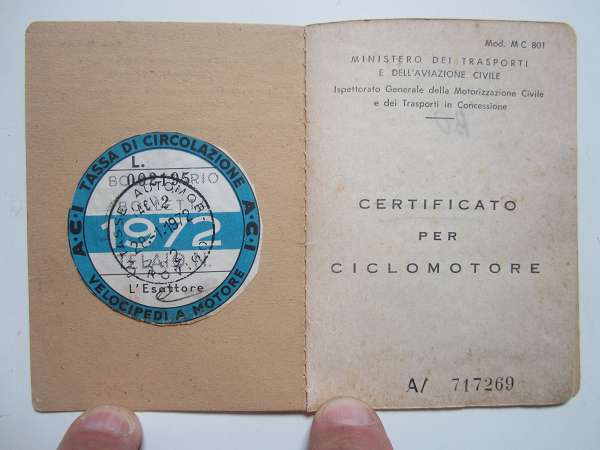 TASSA DI CIRCOLAZIONE
A·C·I
A·C·I
L.
002195
1972
L'Esattore
VELOCIPEDI A MOTORE
Mod. MC 801
MINISTERO DEI TRASPORTI
E DELL'AVIAZIONE CIVILE
Ispettorato Generale della Motorizzazione Civile
e dei Trasporti in Concessione
CERTIFICATO
PER
CICLOMOTORE
A/ 717269